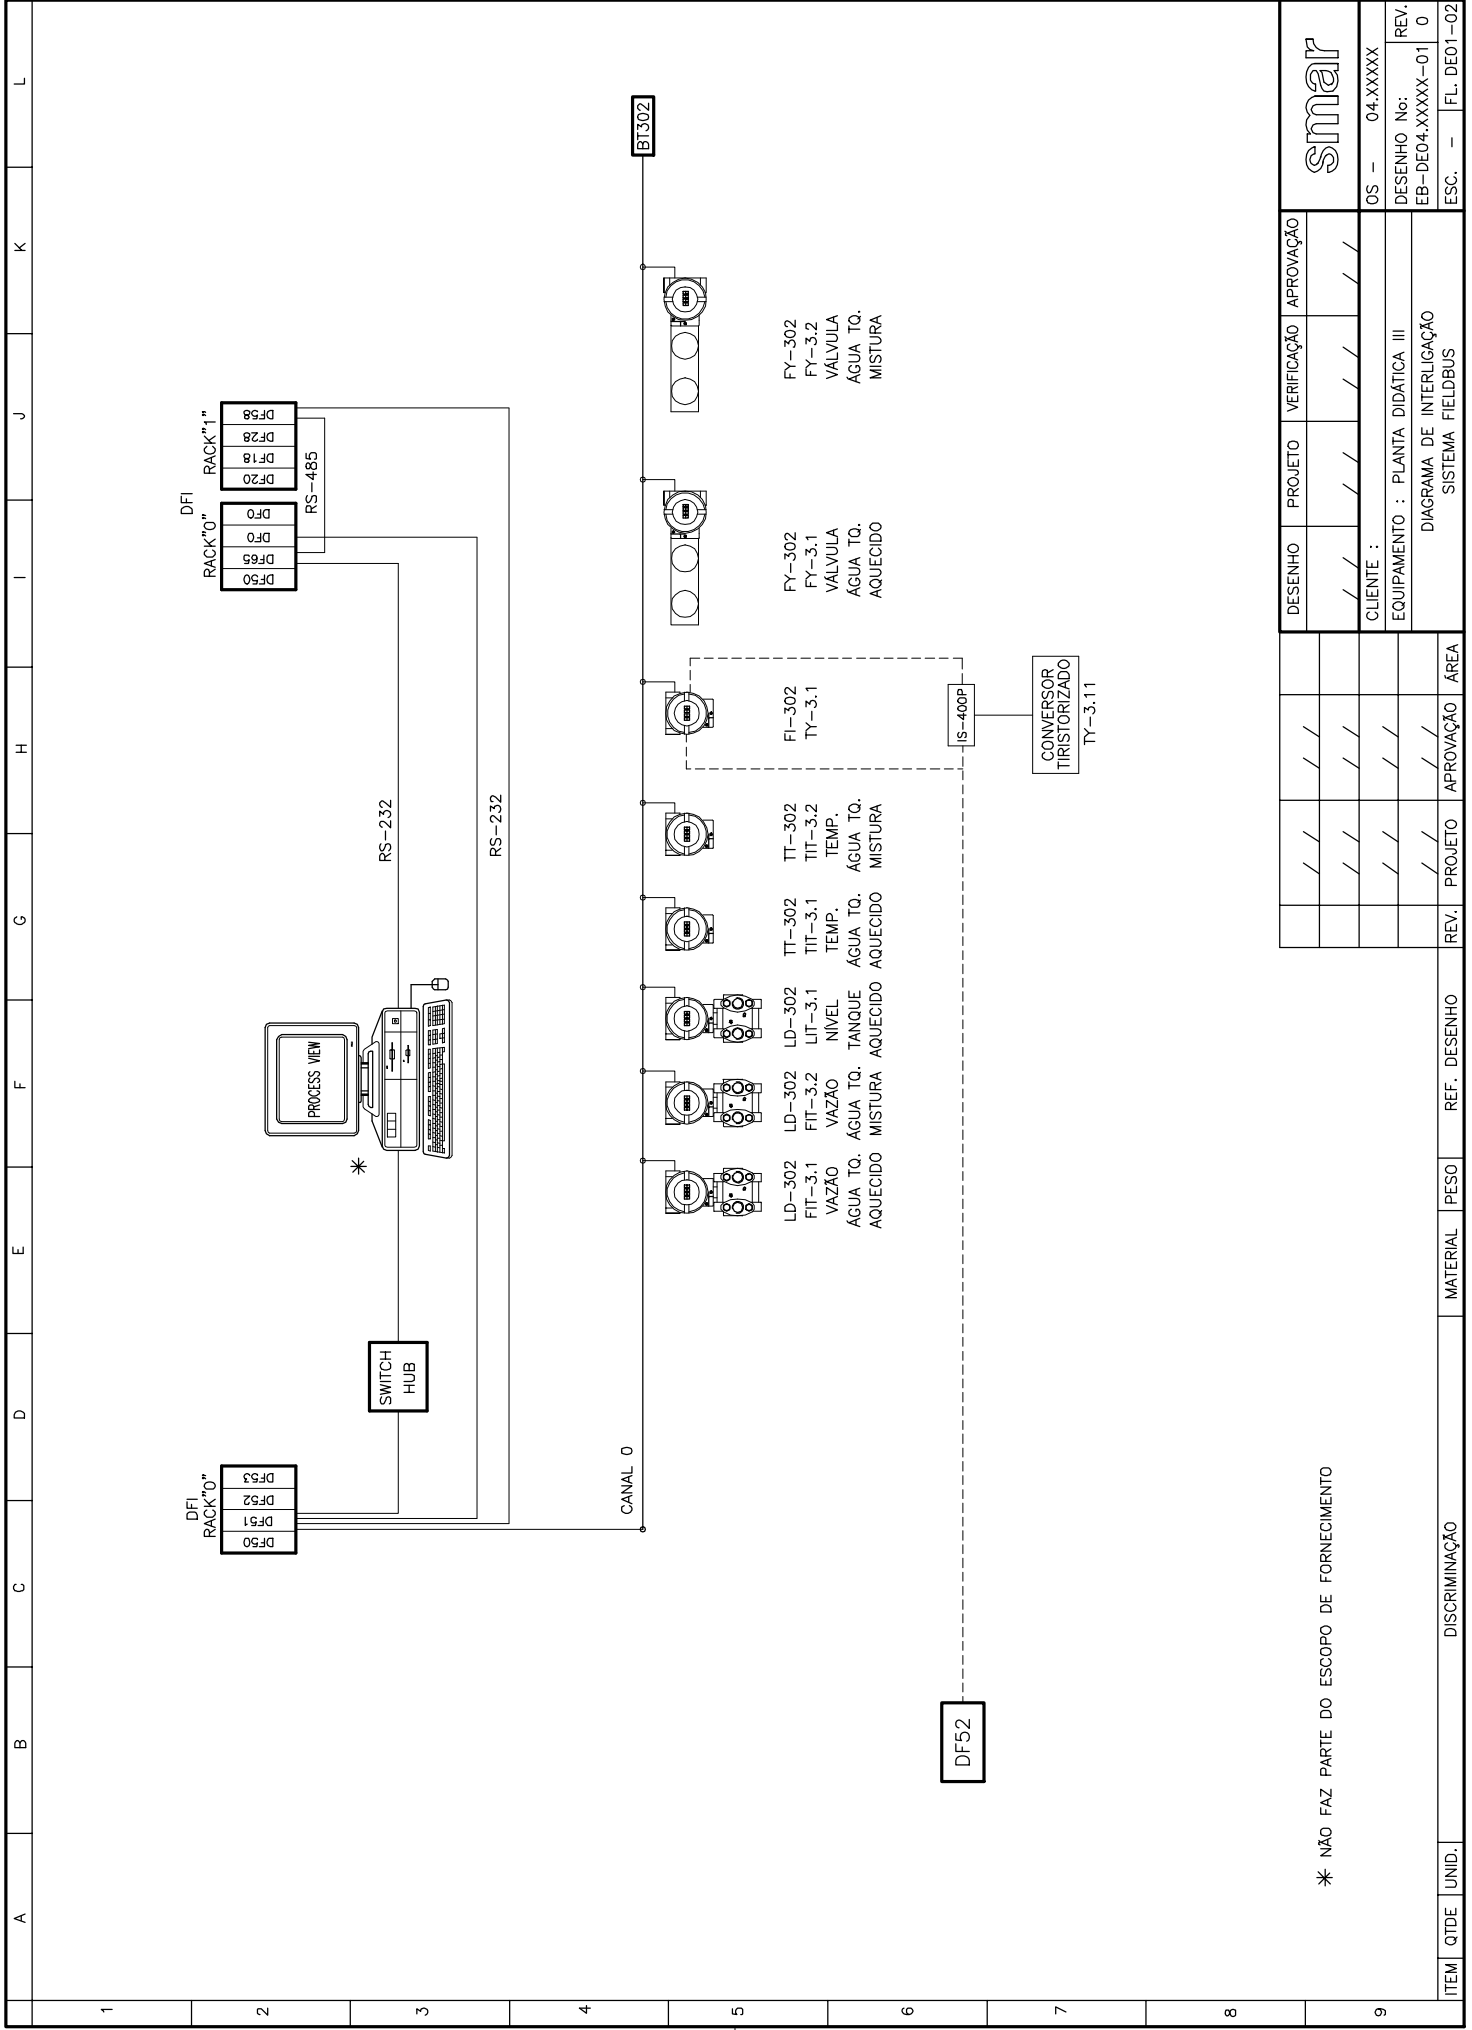 A
B
C
D
E
F
G
H
I
J
K
L
1
2
3
4
5
6
7
8
9
DFI
RACK"0"
DF50
DF51
DF52
DF53
SWITCH
HUB
*
PROCESS VIEW
RS-232
RS-232
DFI
RACK"0"
DF50
DF65
DF0
DF0
RACK"1"
DF20
DF18
DF28
DF58
RS-485
CANAL 0
BT302
LD-302
FIT-3.1
VAZÃO
ÁGUA TQ.
AQUECIDO
LD-302
FIT-3.2
VAZÃO
ÁGUA TQ.
MISTURA
LD-302
LIT-3.1
NÍVEL
TANQUE
AQUECIDO
TT-302
TIT-3.1
TEMP.
ÁGUA TQ.
AQUECIDO
TT-302
TIT-3.2
TEMP.
ÁGUA TQ.
MISTURA
FI-302
TY-3.1
FY-302
FY-3.1
VÁLVULA
ÁGUA TQ.
AQUECIDO
FY-302
FY-3.2
VÁLVULA
ÁGUA TQ.
MISTURA
DF52
IS-400P
CONVERSOR
TIRISTORIZADO
TY-3.11
* NÃO FAZ PARTE DO ESCOPO DE FORNECIMENTO
ITEM QTDE UNID. DISCRIMINAÇÃO MATERIAL PESO REF. DESENHO
REV. PROJETO APROVAÇÃO ÁREA
DESENHO PROJETO VERIFICAÇÃO APROVAÇÃO
smar
CLIENTE :
OS - 04.XXXXX
EQUIPAMENTO : PLANTA DIDÁTICA III
DIAGRAMA DE INTERLIGAÇÃO
SISTEMA FIELDBUS
DESENHO No:
EB-DE04.XXXXX-01
REV.
0
ESC. - FL. DE01-02